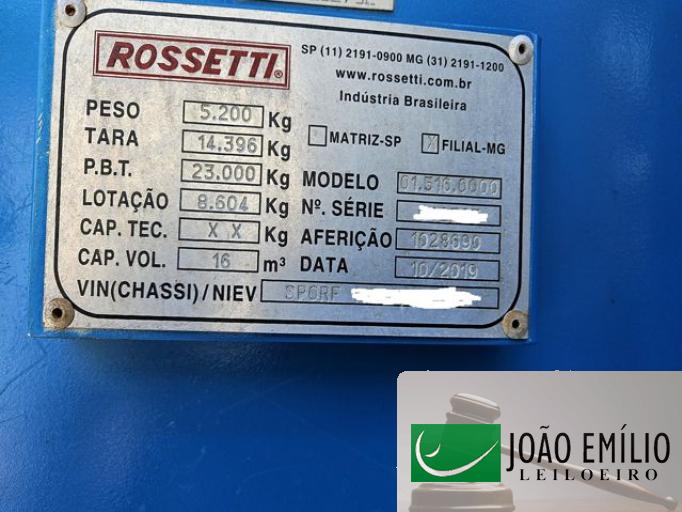 ROSSETTI®
SP (11) 2191-0900 MG (31) 2191-1200
www.rossetti.com.br
Indústria Brasileira
PESO 5.200 Kg
TARA 14.396 Kg
MATRIZ-SP X FILIAL-MG
P.B.T. 23.000 Kg
MODELO 01.516.0000
LOTAÇÃO 8.604 Kg
Nº. SÉRIE
CAP. TEC. X X Kg
AFERIÇÃO 1628690
CAP. VOL. 16 m³
DATA 10/2019
VIN(CHASSI)/NIEV SPGRF
JOÃO EMÍLIO
LEILOEIRO